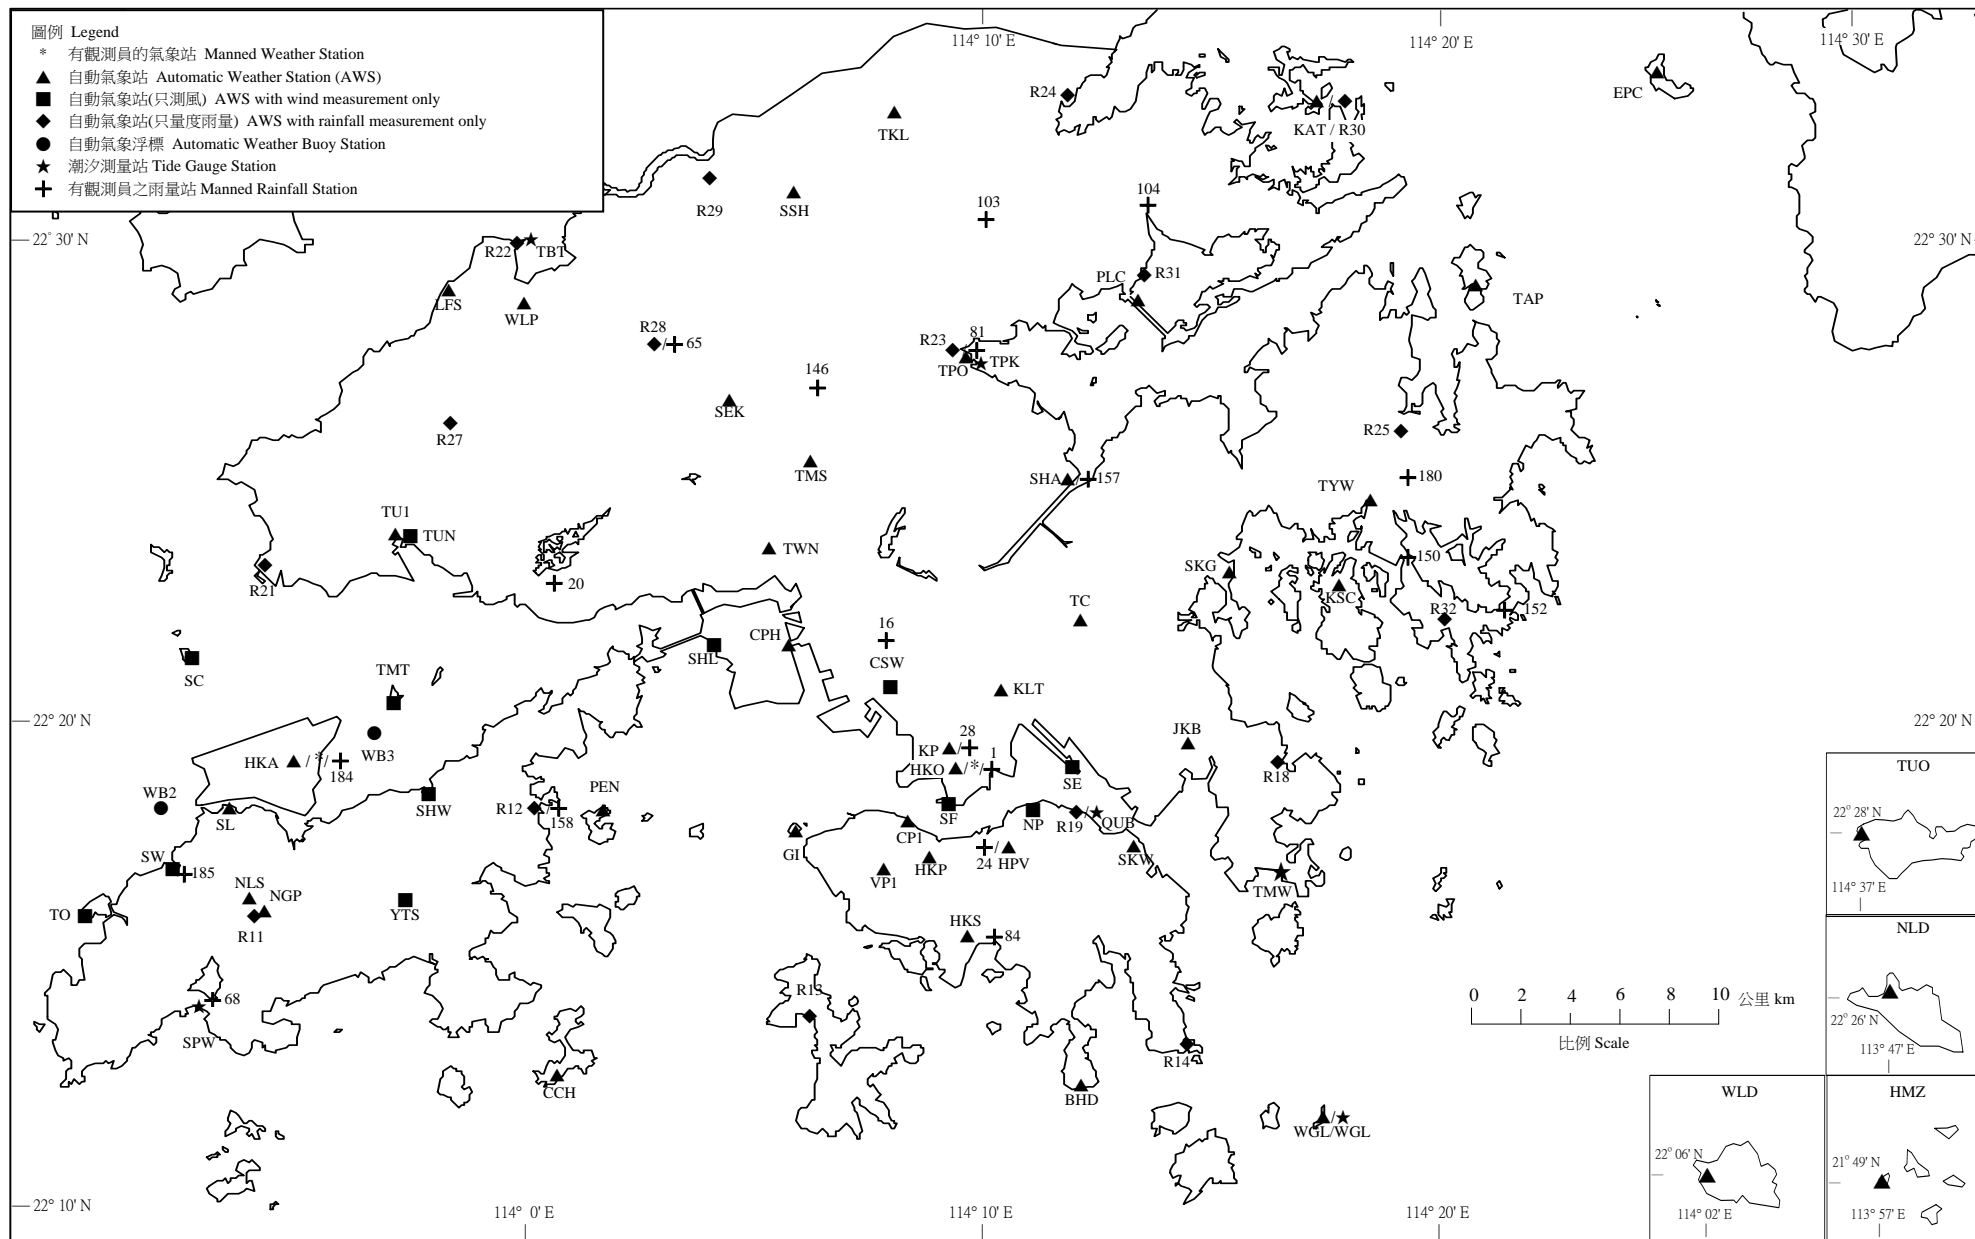 圖例 Legend
* 有觀測員的氣象站 Manned Weather Station
▲ 自動氣象站 Automatic Weather Station (AWS)
■ 自動氣象站(只測風) AWS with wind measurement only
◆ 自動氣象站(只量度雨量) AWS with rainfall measurement only
● 自動氣象浮標 Automatic Weather Buoy Station
★ 潮汐測量站 Tide Gauge Station
+ 有觀測員之雨量站 Manned Rainfall Station
114° 10' E
114° 20' E
114° 30' E
EPC
R24
KAT / R30
TKL
R29
SSH
103
104
22° 30' N
22° 30' N
R22
TBT
PLC
R31
TAP
LFS
WLP
R28
/
65
R23
/
81
TPO
TPK
146
SEK
R27
R25
TMS
SHA
/
157
180
TYW
TU1
TUN
TWN
150
SKG
KSC
R21
20
TC
R32
152
16
CPH
SHL
CSW
SC
TMT
KLT
22° 20' N
22° 20' N
WB3
JKB
KP
/
28
HKA
/ * /
184
HKO
/ * /
1
SE
R18
WB2
SL
SHW
R12
/
158
PEN
SF
NP
R19
/
QUB
GI
CP1
24
/
HPV
SKW
HKP
VP1
SW
185
NLS
NGP
TMW
TO
R11
YTS
HKS
84
R13
68
SPW
R14
CCH
BHD
WGL/WGL
/
0 2 4 6 8 10 公里 km
比例 Scale
TUO
22° 28' N
114° 37' E
NLD
22° 26' N
113° 47' E
WLD
22° 06' N
114° 02' E
HMZ
21° 49' N
113° 57' E
22° 10' N
114° 0' E
114° 10' E
114° 20' E